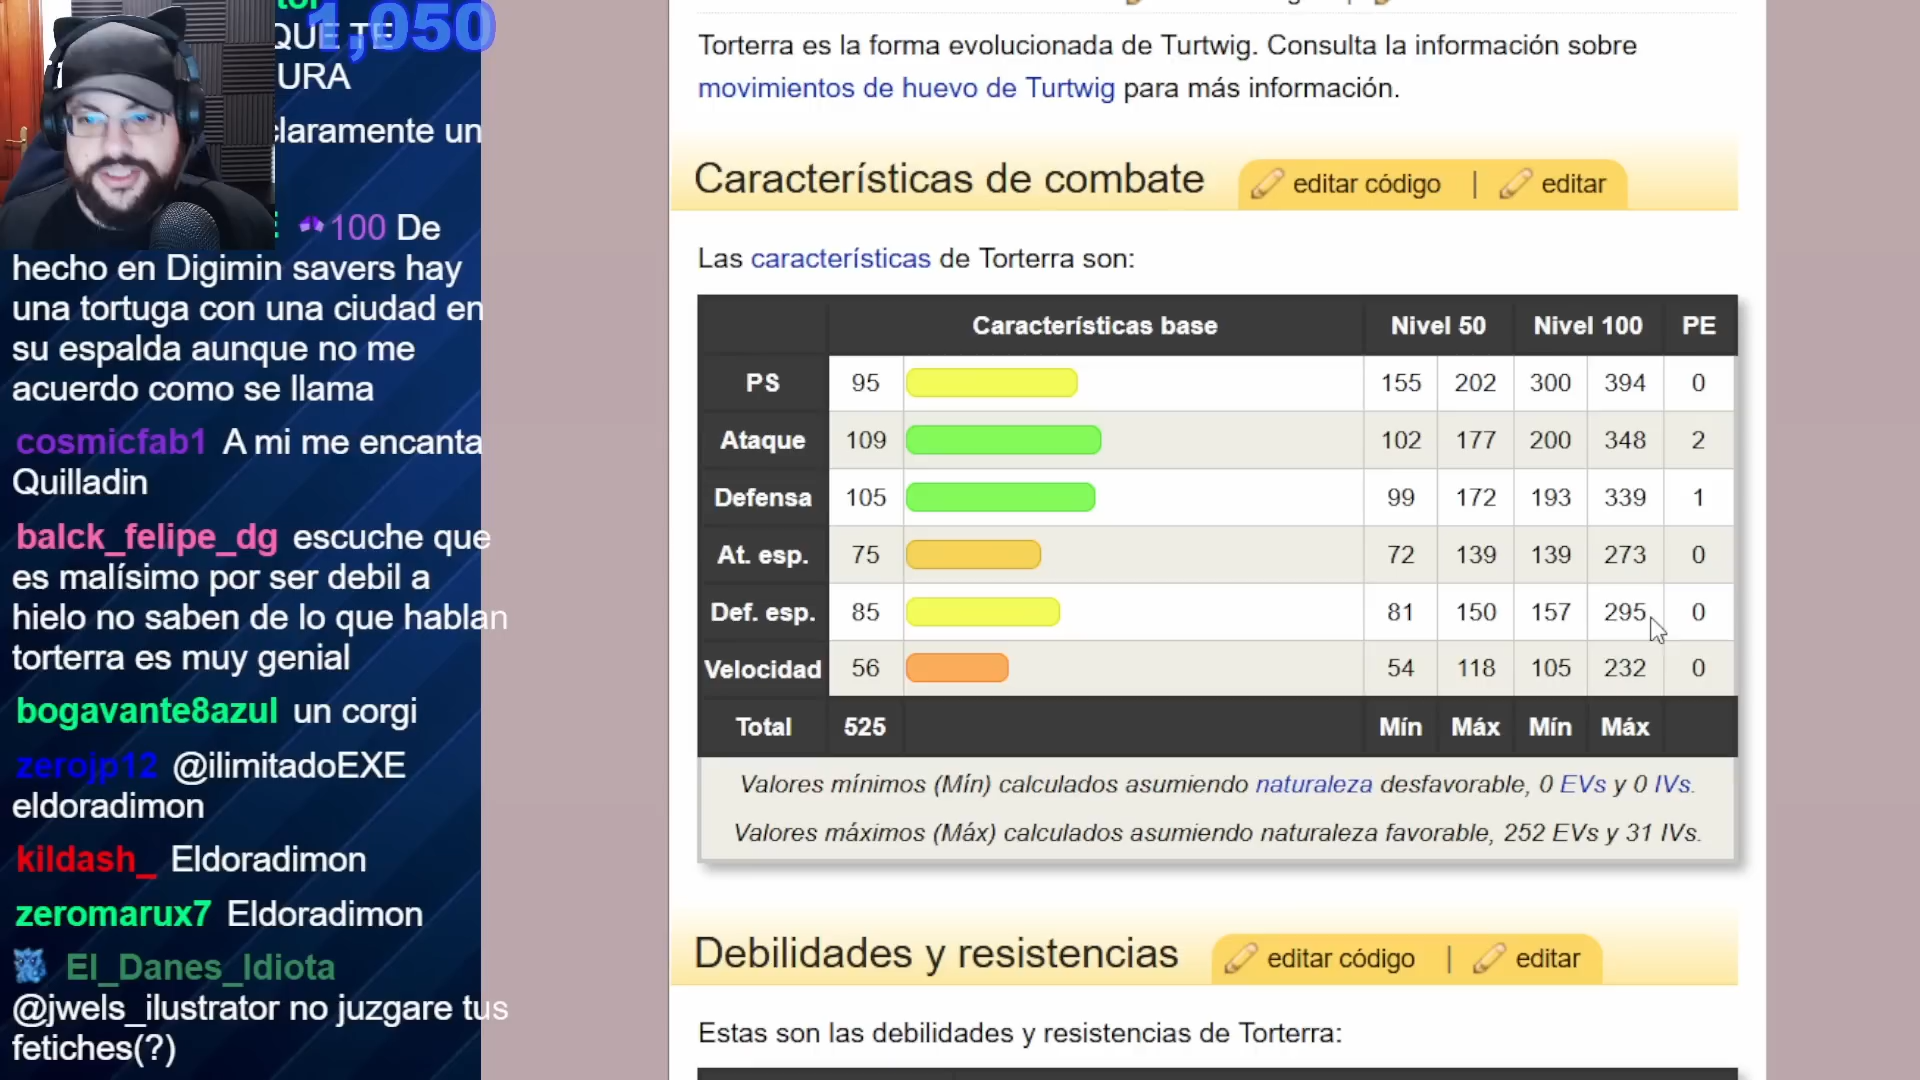 1,050
QUE TE
URA
claramente un
100 De
hecho en Digimin savers hay
una tortuga con una ciudad en
su espalda aunque no me
acuerdo como se llama
cosmicfab1 A mi me encanta
Quilladin
balck_felipe_dg escuche que
es malísimo por ser debil a
hielo no saben de lo que hablan
torterra es muy genial
bogavante8azul un corgi
zerojp12 @ilimitadoEXE
eldoradimon
kildash_ Eldoradimon
zeromarux7 Eldoradimon
El_Danes_Idiota
@jwels_ilustrator no juzgare tus
fetiches(?)
Torterra es la forma evolucionada de Turtwig. Consulta la información sobre
movimientos de huevo de Turtwig para más información.
Características de combate editar código | editar
Las características de Torterra son:
Características base Nivel 50 Nivel 100 PE
PS 95 155 202 300 394 0
Ataque 109 102 177 200 348 2
Defensa 105 99 172 193 339 1
At. esp. 75 72 139 139 273 0
Def. esp. 85 81 150 157 295 0
Velocidad 56 54 118 105 232 0
Total 525 Mín Máx Mín Máx
Valores mínimos (Mín) calculados asumiendo naturaleza desfavorable, 0 EVs y 0 IVs.
Valores máximos (Máx) calculados asumiendo naturaleza favorable, 252 EVs y 31 IVs.
Debilidades y resistencias editar código | editar
Estas son las debilidades y resistencias de Torterra: